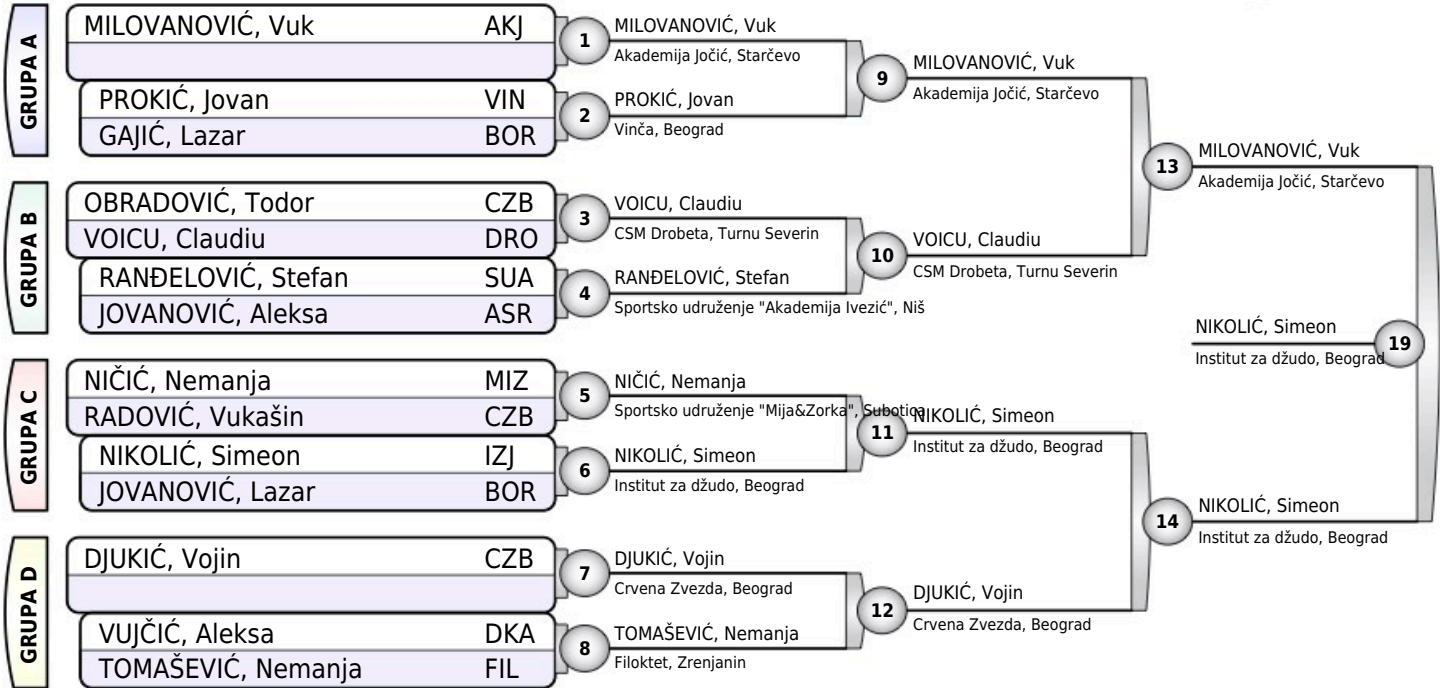 GRUPA A
MILOVANOVIĆ, Vuk AKJ
PROKIĆ, Jovan VIN
GAJIĆ, Lazar BOR
GRUPA B
OBRADOVIĆ, Todor CZB
VOICU, Claudiu DRO
RANĐELOVIĆ, Stefan SUA
JOVANOVIĆ, Aleksa ASR
GRUPA C
NIČIĆ, Nemanja MIZ
RADOVIĆ, Vukašin CZB
NIKOLIĆ, Simeon IZJ
JOVANOVIĆ, Lazar BOR
GRUPA D
DJUKIĆ, Vojin CZB
VUJČIĆ, Aleksa DKA
TOMAŠEVIĆ, Nemanja FIL
1
MILOVANOVIĆ, Vuk
Akademija Jočić, Starčevo
2
PROKIĆ, Jovan
Vinča, Beograd
3
VOICU, Claudiu
CSM Drobeta, Turnu Severin
4
RANĐELOVIĆ, Stefan
Sportsko udruženje "Akademija Ivezić", Niš
5
NIČIĆ, Nemanja
Sportsko udruženje "Mija&Zorka", Subotica
6
NIKOLIĆ, Simeon
Institut za džudo, Beograd
7
DJUKIĆ, Vojin
Crvena Zvezda, Beograd
8
TOMAŠEVIĆ, Nemanja
Filoktet, Zrenjanin
9
MILOVANOVIĆ, Vuk
Akademija Jočić, Starčevo
10
VOICU, Claudiu
CSM Drobeta, Turnu Severin
11
NIKOLIĆ, Simeon
Institut za džudo, Beograd
12
DJUKIĆ, Vojin
Crvena Zvezda, Beograd
13
MILOVANOVIĆ, Vuk
Akademija Jočić, Starčevo
14
NIKOLIĆ, Simeon
Institut za džudo, Beograd
NIKOLIĆ, Simeon
Institut za džudo, Beograd
19